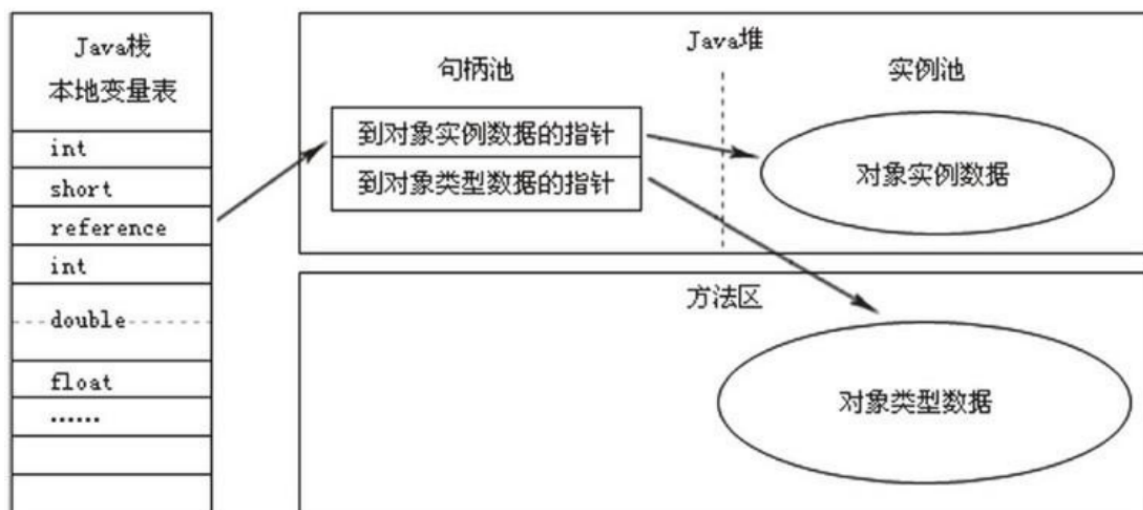 Java栈
本地变量表
int
short
reference
int
double
float
......
Java堆
句柄池
实例池
到对象实例数据的指针
到对象类型数据的指针
对象实例数据
方法区
对象类型数据